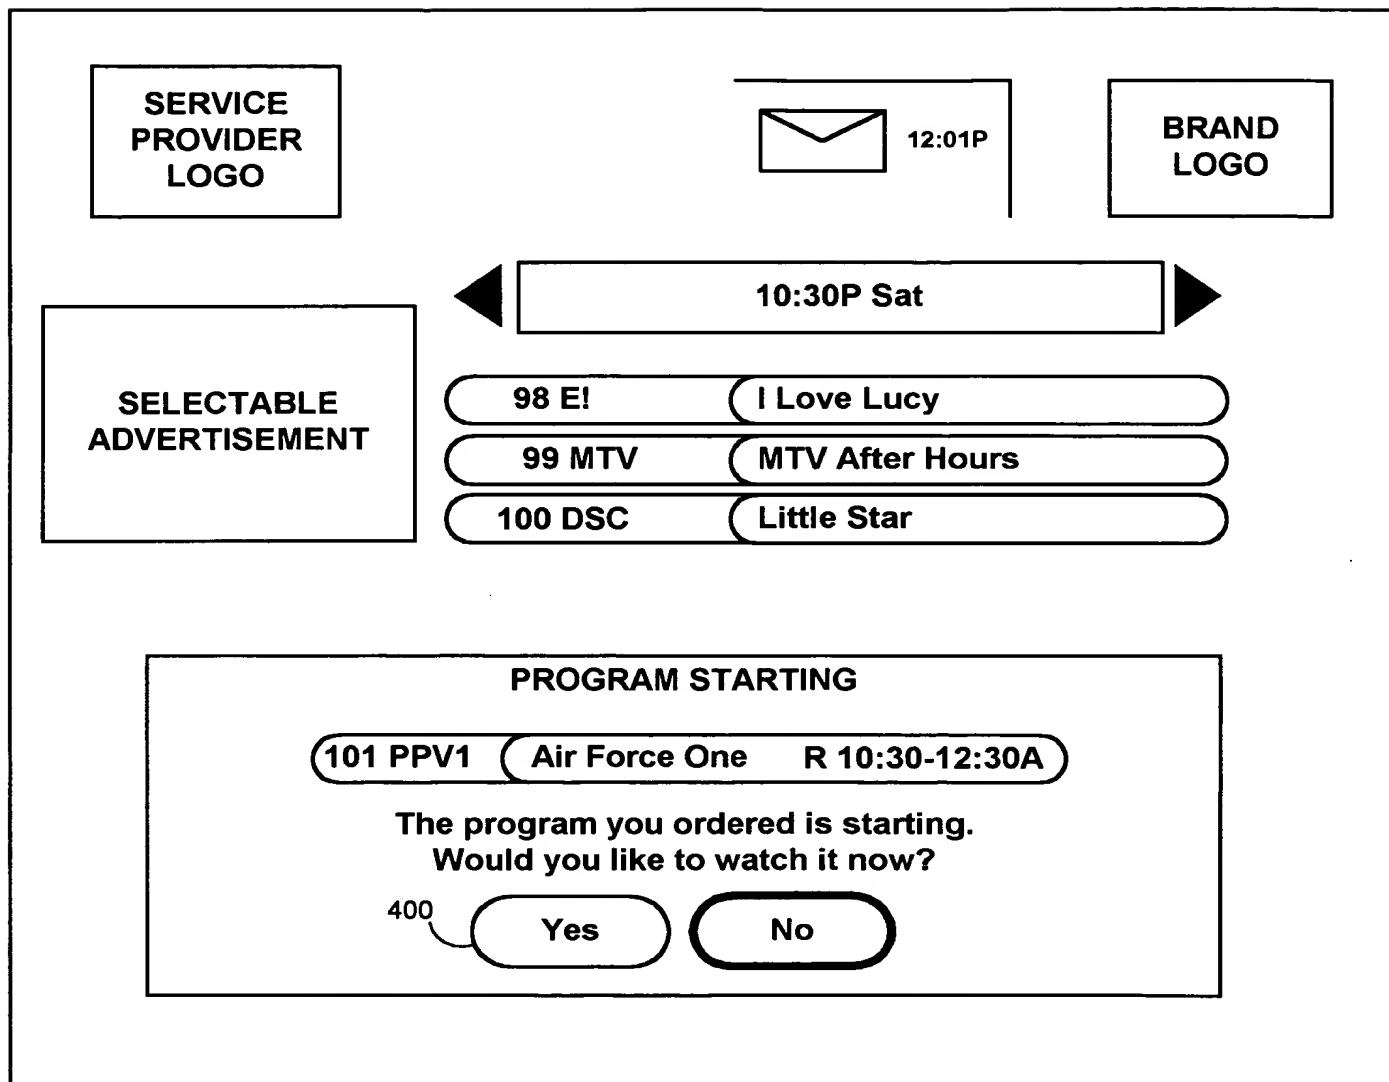 SERVICE
PROVIDER
LOGO
12:01P
BRAND
LOGO
10:30P Sat
SELECTABLE
ADVERTISEMENT
98 E! I Love Lucy
99 MTV MTV After Hours
100 DSC Little Star
PROGRAM STARTING
101 PPV1 Air Force One R 10:30-12:30A
The program you ordered is starting.
Would you like to watch it now?
400
Yes No